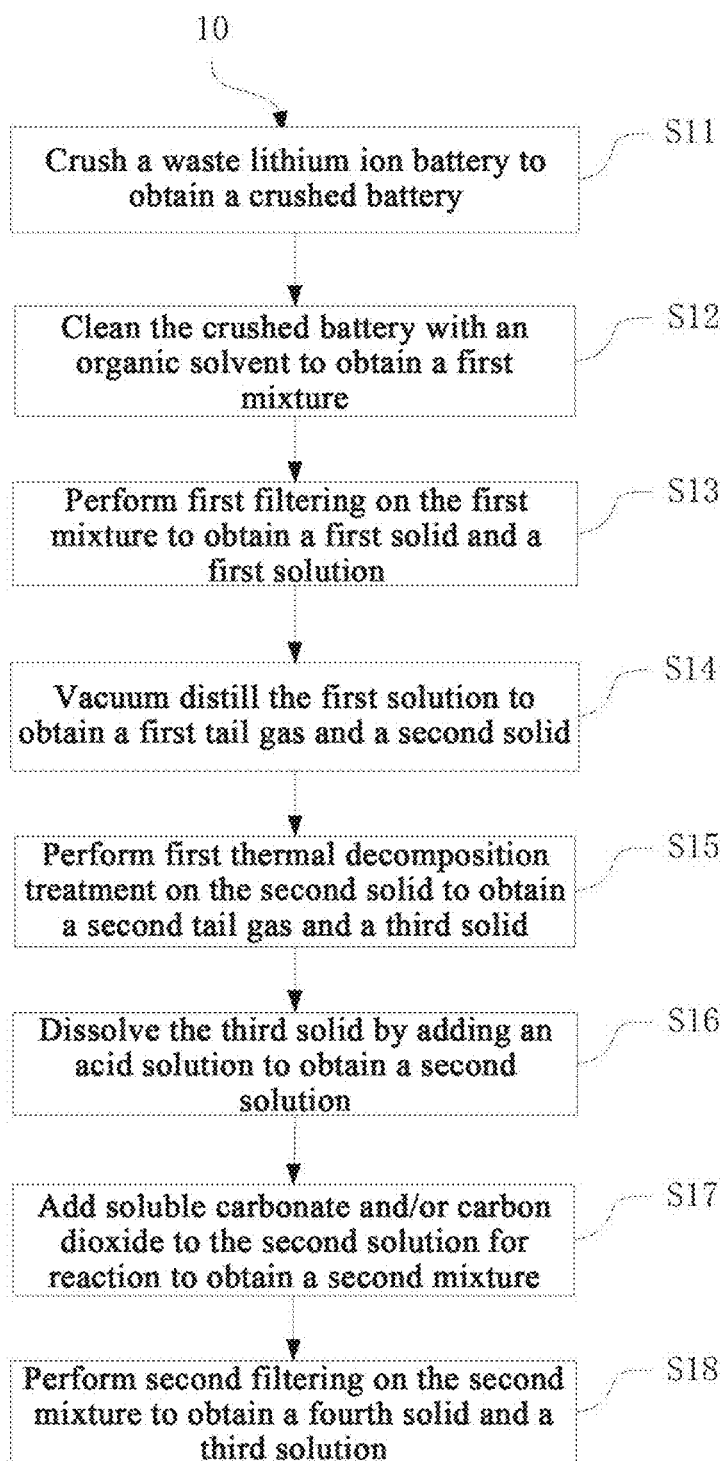 10
S11
Crush a waste lithium ion battery to
obtain a crushed battery
S12
Clean the crushed battery with an
organic solvent to obtain a first
mixture
S13
Perform first filtering on the first
mixture to obtain a first solid and a
first solution
S14
Vacuum distill the first solution to
obtain a first tail gas and a second solid
S15
Perform first thermal decomposition
treatment on the second solid to obtain
a second tail gas and a third solid
S16
Dissolve the third solid by adding an
acid solution to obtain a second
solution
S17
Add soluble carbonate and/or carbon
dioxide to the second solution for
reaction to obtain a second mixture
S18
Perform second filtering on the second
mixture to obtain a fourth solid and a
third solution